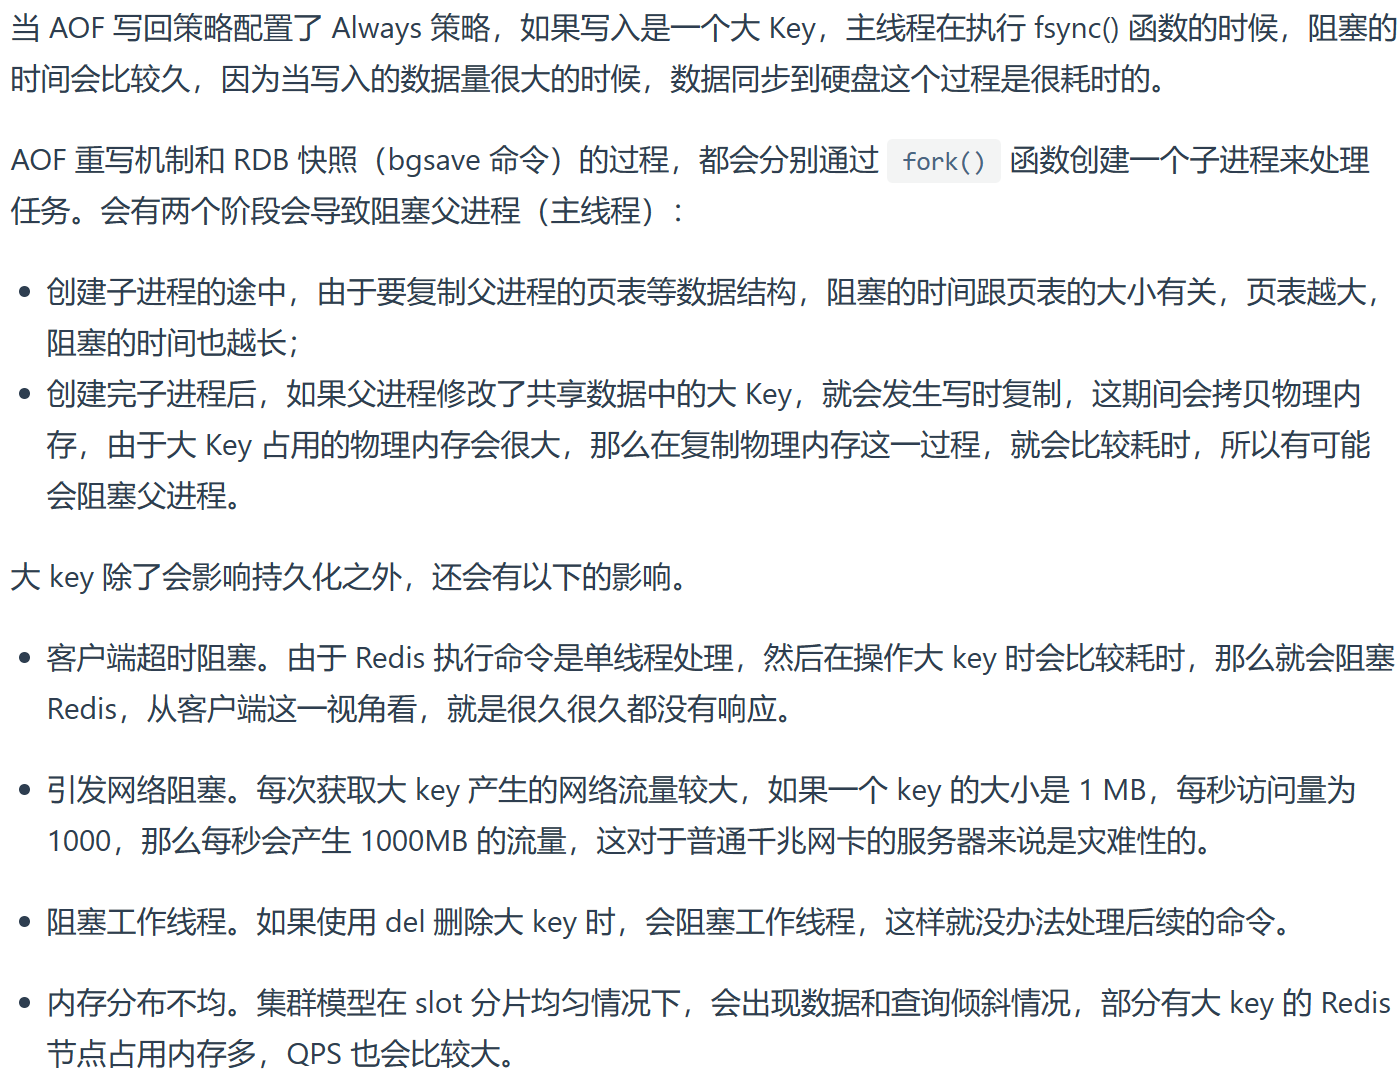 当 AOF 写回策略配置了 Always 策略，如果写入是一个大 Key，主线程在执行 fsync() 函数的时候，阻塞的
时间会比较久，因为当写入的数据量很大的时候，数据同步到硬盘这个过程是很耗时的。
AOF 重写机制和 RDB 快照（bgsave 命令）的过程，都会分别通过 fork() 函数创建一个子进程来处理
任务。会有两个阶段会导致阻塞父进程（主线程）：
• 创建子进程的途中，由于要复制父进程的页表等数据结构，阻塞的时间跟页表的大小有关，页表越大，
阻塞的时间也越长；
• 创建完子进程后，如果父进程修改了共享数据中的大 Key，就会发生写时复制，这期间会拷贝物理内
存，由于大 Key 占用的物理内存会很大，那么在复制物理内存这一过程，就会比较耗时，所以有可能
会阻塞父进程。
大 key 除了会影响持久化之外，还会有以下的影响。
• 客户端超时阻塞。由于 Redis 执行命令是单线程处理，然后在操作大 key 时会比较耗时，那么就会阻塞
Redis，从客户端这一视角看，就是很久很久都没有响应。
• 引发网络阻塞。每次获取大 key 产生的网络流量较大，如果一个 key 的大小是 1 MB，每秒访问量为
1000，那么每秒会产生 1000MB 的流量，这对于普通千兆网卡的服务器来说是灾难性的。
• 阻塞工作线程。如果使用 del 删除大 key 时，会阻塞工作线程，这样就没办法处理后续的命令。
• 内存分布不均。集群模型在 slot 分片均匀情况下，会出现数据和查询倾斜情况，部分有大 key 的 Redis
节点占用内存多，QPS 也会比较大。